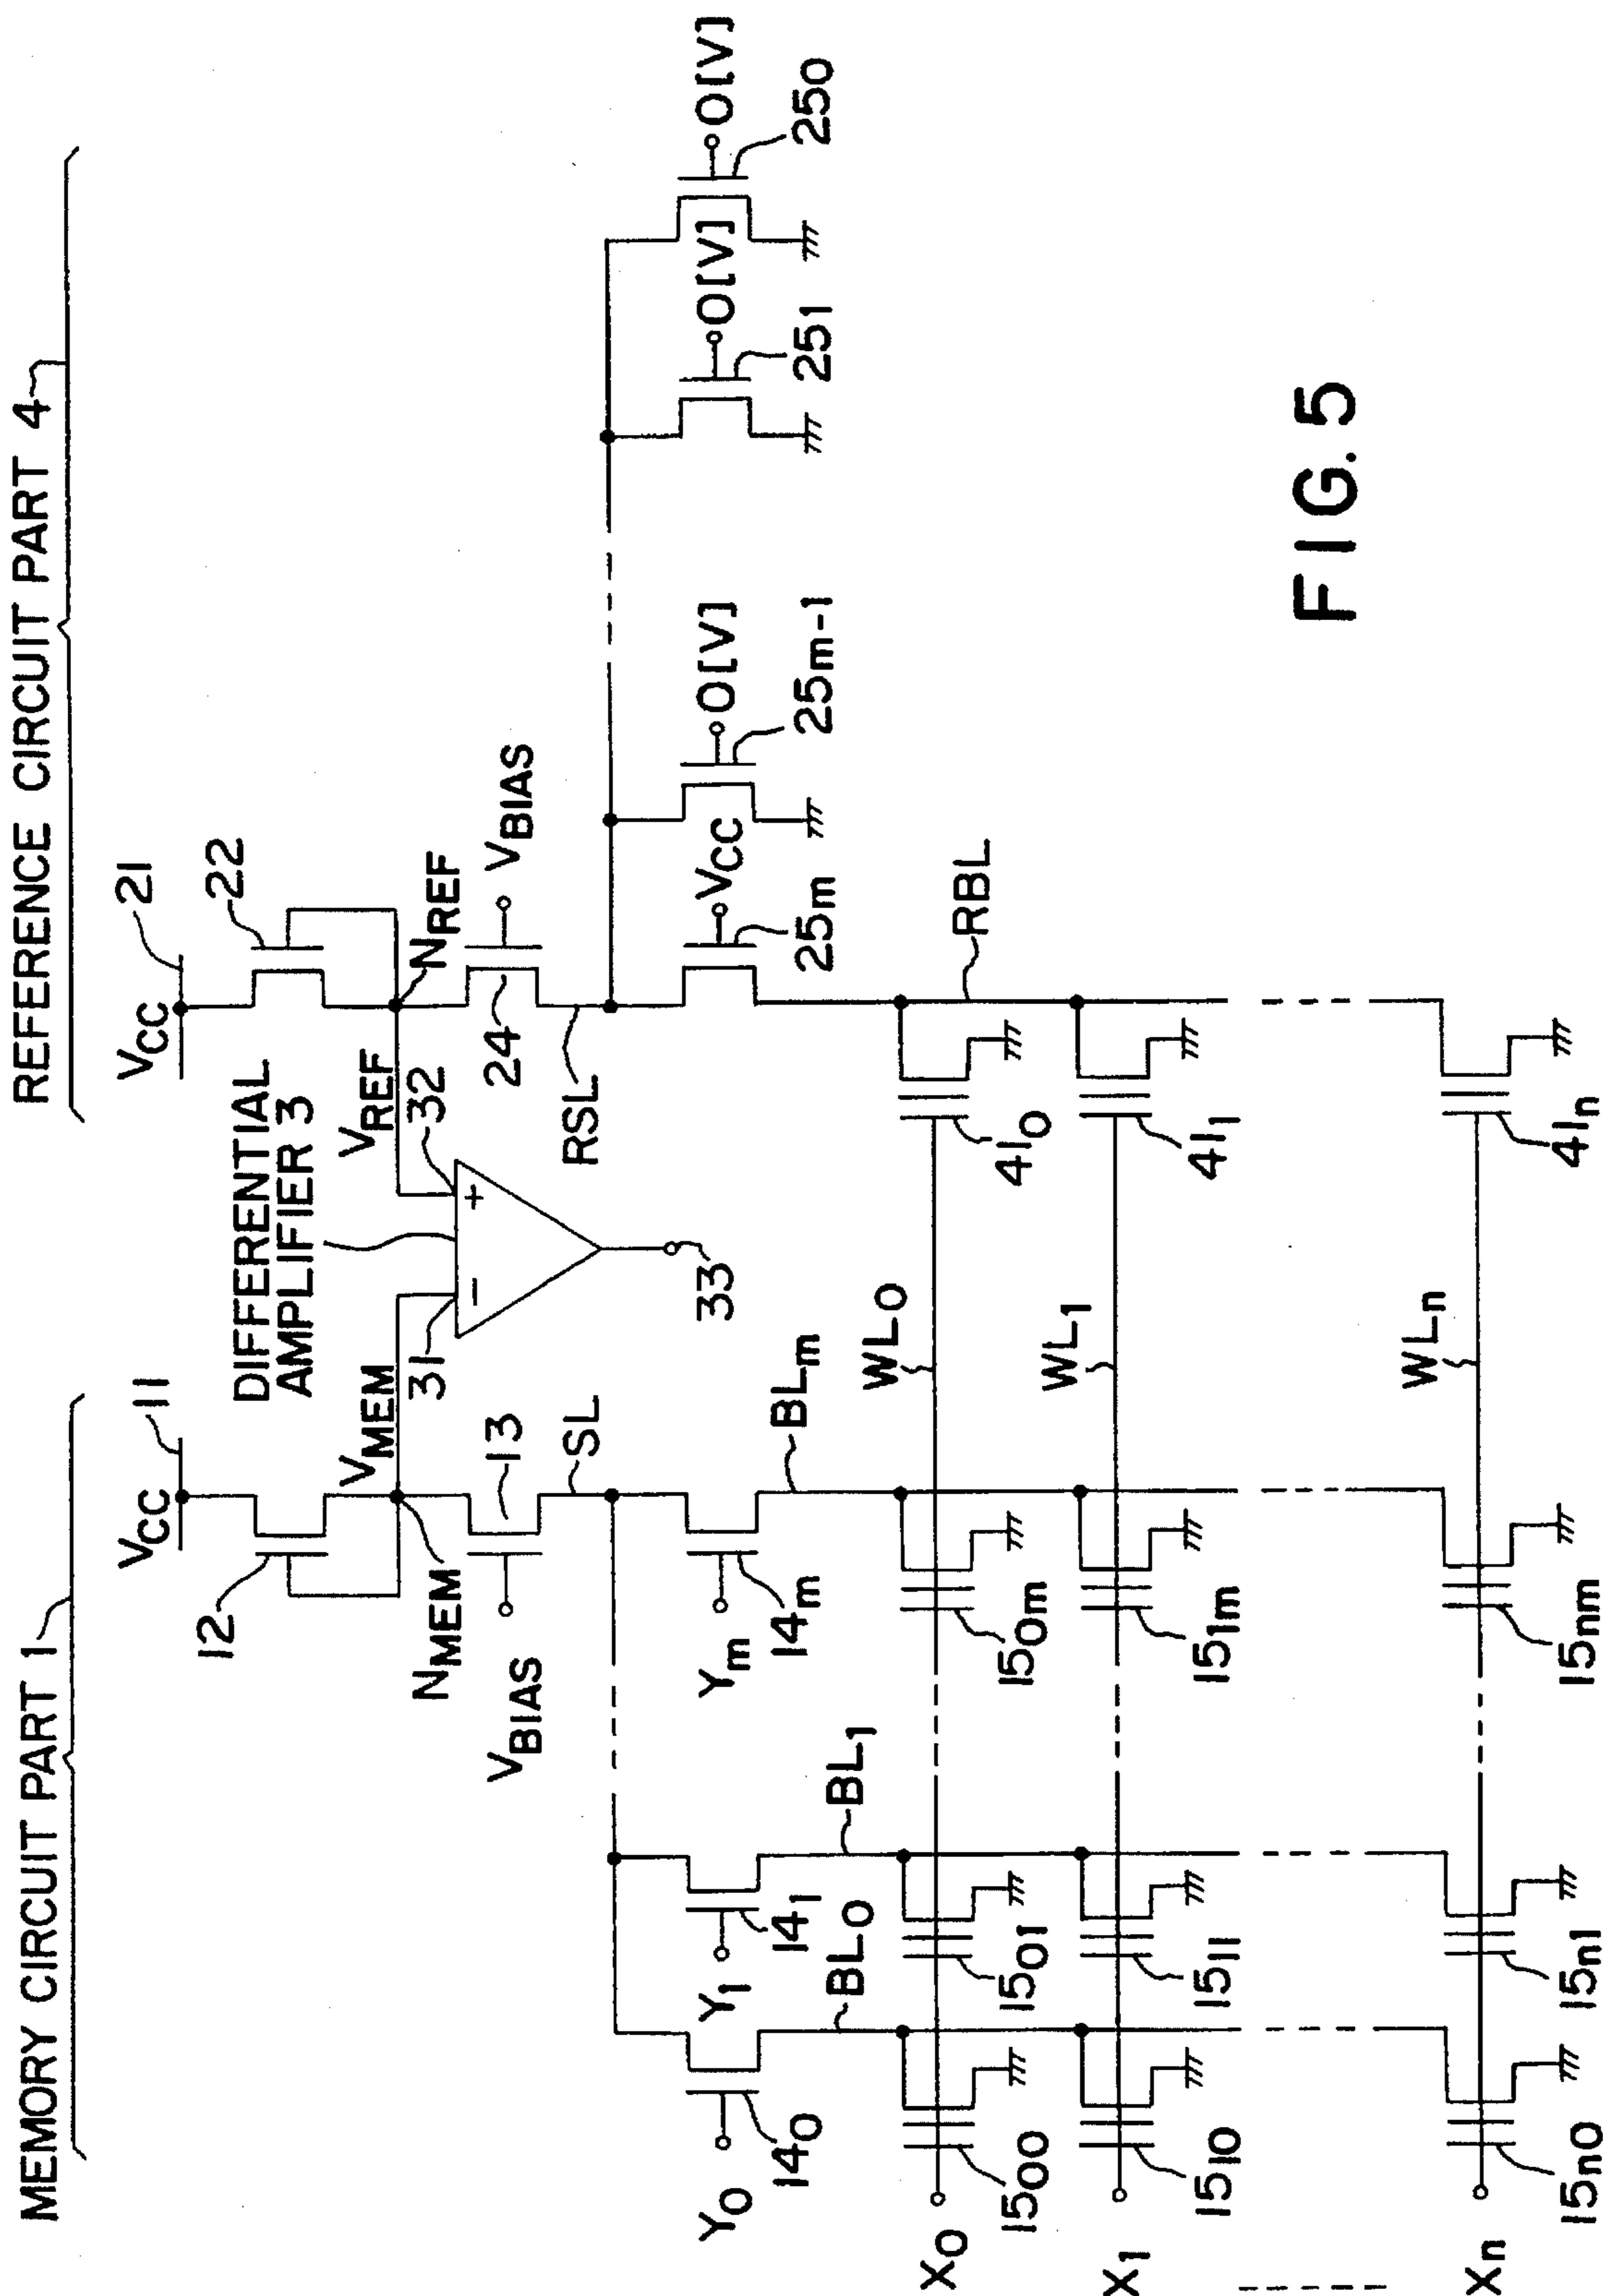 MEMORY CIRCUIT PART 1
REFERENCE CIRCUIT PART 4
VCC
11
VCC
21
12
22
DIFFERENTIAL
AMPLIFIER 3
VMEM
VREF
NMEM
NREF
31
32
13
24
VBIAS
VBIAS
33
SL
RSL
Y0
140
Y1
141
Ym
14m
VCC
25m
O[V]
25m-1
O[V]
251
O[V]
250
BL0
BL1
BLm
RBL
X0
1500
1501
150m
WL0
410
X1
1510
1511
151m
WL1
411
Xn
15n0
15n1
15nm
WLn
41n
FIG. 5